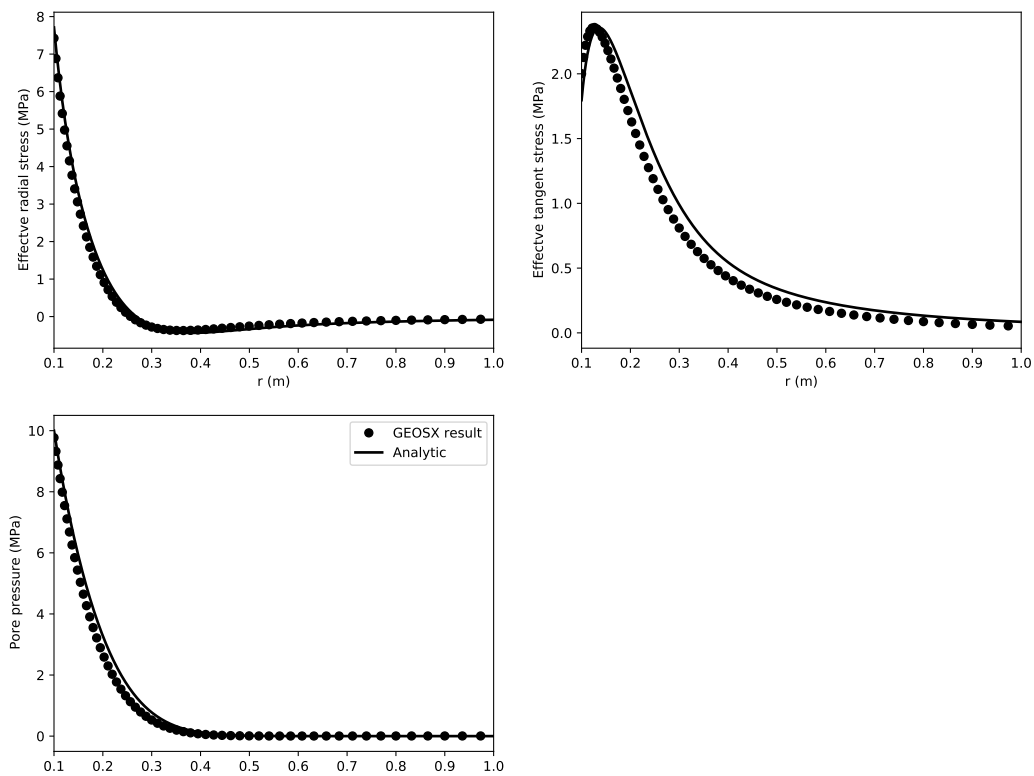 8
7
6
5
4
3
2
1
0
Effectve radial stress (MPa)
0.1 0.2 0.3 0.4 0.5 0.6 0.7 0.8 0.9 1.0
r (m)
2.0
1.5
1.0
0.5
0.0
Effectve tangent stress (MPa)
0.1 0.2 0.3 0.4 0.5 0.6 0.7 0.8 0.9 1.0
r (m)
10
8
6
4
2
0
Pore pressure (MPa)
GEOSX result
Analytic
0.1 0.2 0.3 0.4 0.5 0.6 0.7 0.8 0.9 1.0